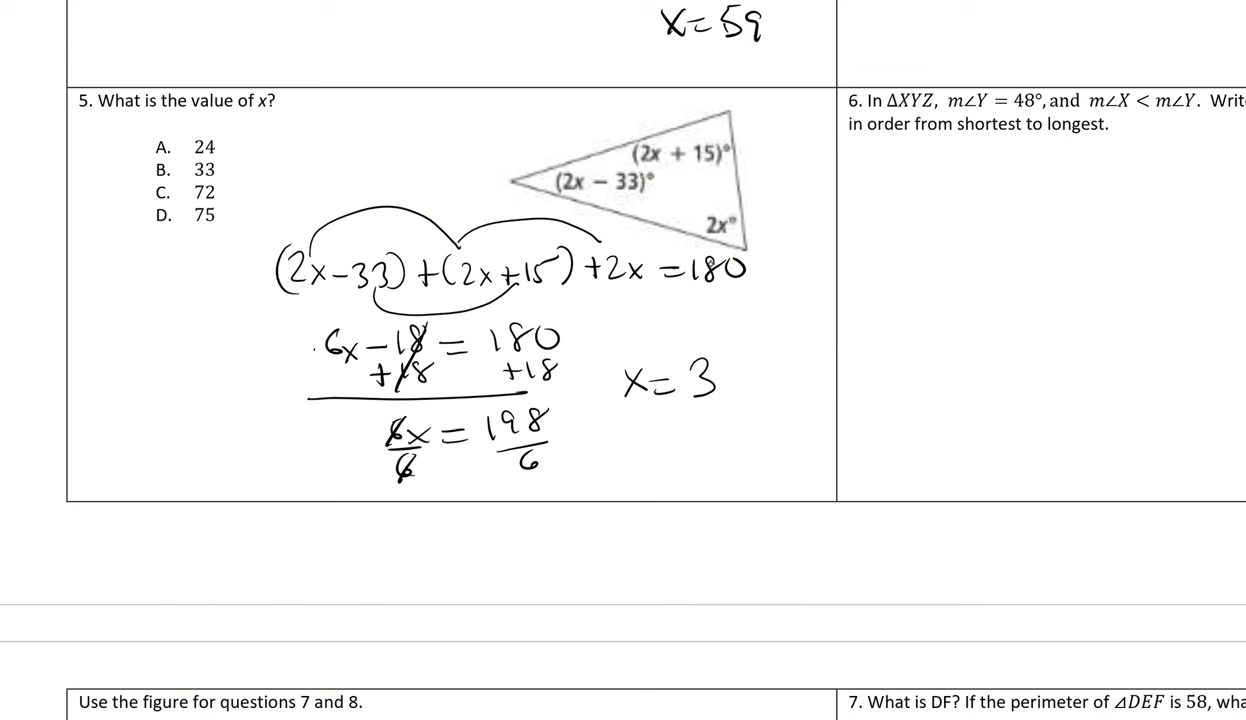 x=59
5. What is the value of x?
A. 24
B. 33
C. 72
D. 75
(2x + 15)°
(2x − 33)°
2x°
(2x−33)+(2x+15)+2x=180
6x−18=180
+18 +18
6x=198
6 6
x=3
6. In ΔXYZ, m∠Y = 48°, and m∠X < m∠Y. Writ
in order from shortest to longest.
Use the figure for questions 7 and 8.
7. What is DF? If the perimeter of ⊿DEF is 58, wha